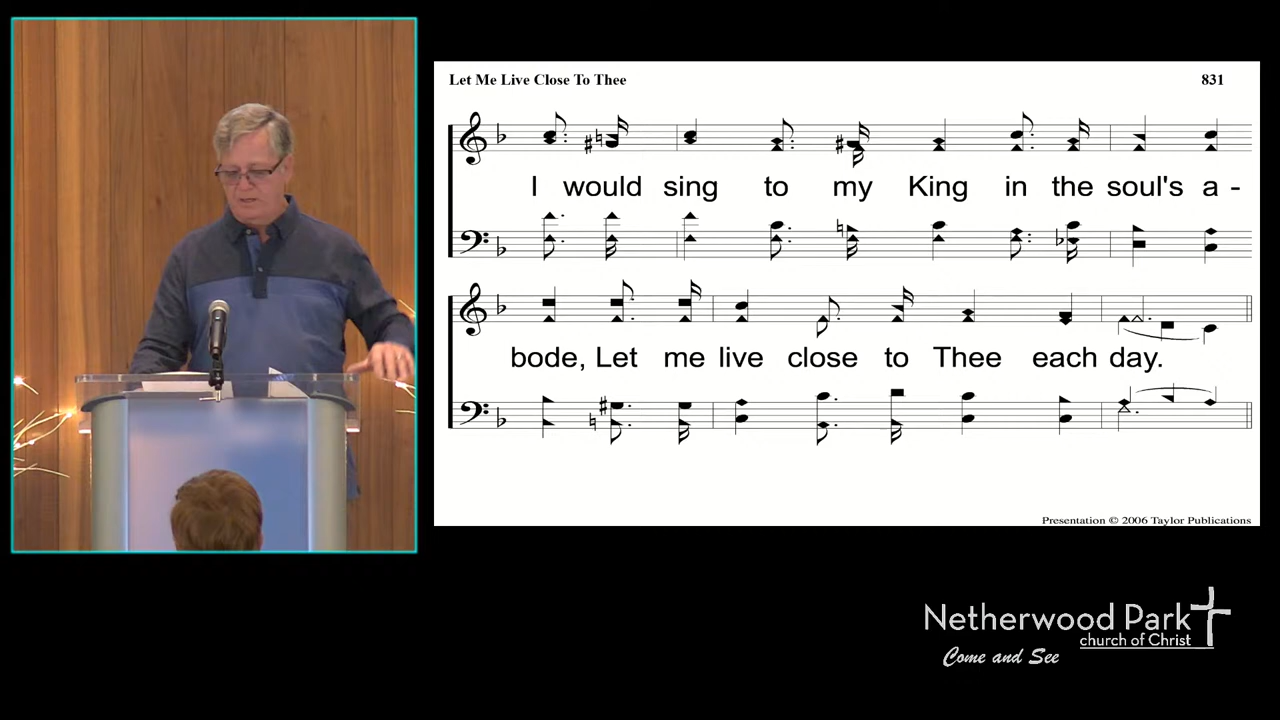 Let Me Live Close To Thee 831
I would sing to my King in the soul's a -
bode, Let me live close to Thee each day.
Presentation © 2006 Taylor Publications
Netherwood Park
church of Christ
Come and See